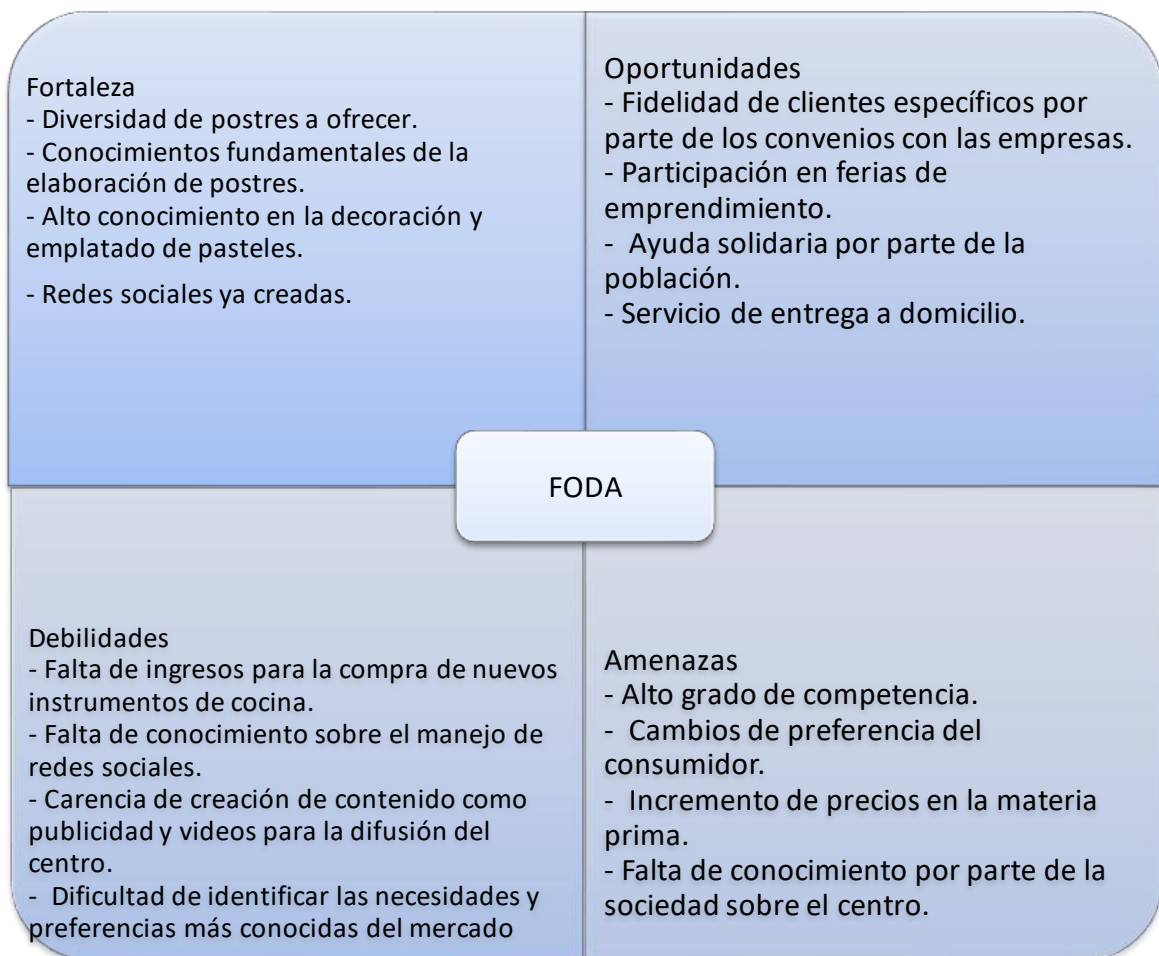 Fortaleza
- Diversidad de postres a ofrecer.
- Conocimientos fundamentales de la
elaboración de postres.
- Alto conocimiento en la decoración y
emplatado de pasteles.
- Redes sociales ya creadas.
Oportunidades
- Fidelidad de clientes específicos por
parte de los convenios con las empresas.
- Participación en ferias de
emprendimiento.
- Ayuda solidaria por parte de la
población.
- Servicio de entrega a domicilio.
FODA
Debilidades
- Falta de ingresos para la compra de nuevos
instrumentos de cocina.
- Falta de conocimiento sobre el manejo de
redes sociales.
- Carencia de creación de contenido como
publicidad y videos para la difusión del
centro.
- Dificultad de identificar las necesidades y
preferencias más conocidas del mercado
Amenazas
- Alto grado de competencia.
- Cambios de preferencia del
consumidor.
- Incremento de precios en la materia
prima.
- Falta de conocimiento por parte de la
sociedad sobre el centro.